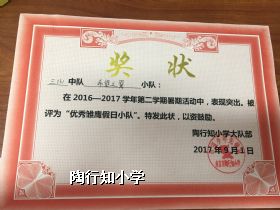 奖状
中队 小队：
在2016—2017学年第二学期暑期活动中，表现突出。被
评为“优秀雏鹰假日小队”。特发此状，以资鼓励。
陶行知小学大队部
2017年9月1日
陶行知小学